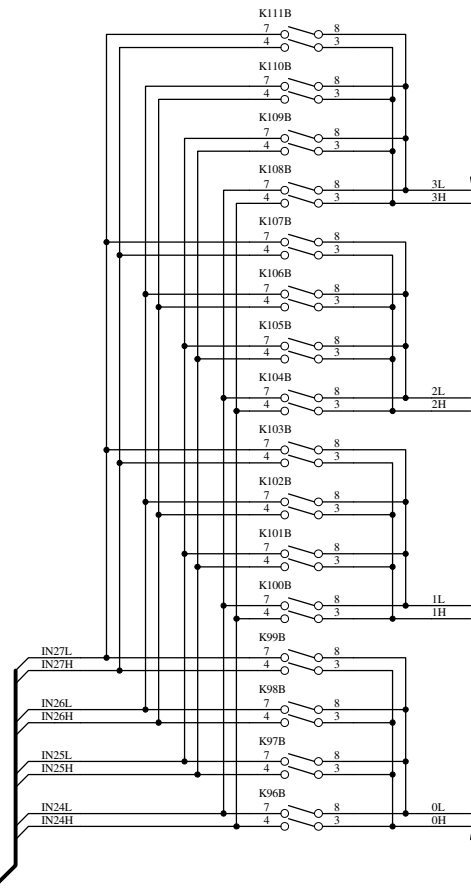 K111B
7 8
4 3
K110B
7 8
4 3
K109B
7 8
4 3
K108B
7 8 3L
4 3 3H
K107B
7 8
4 3
K106B
7 8
4 3
K105B
7 8
4 3
K104B
7 8 2L
4 3 2H
K103B
7 8
4 3
K102B
7 8
4 3
K101B
7 8
4 3
K100B
7 8 1L
4 3 1H
K99B
IN27L 7 8
IN27H 4 3
K98B
IN26L 7 8
IN26H 4 3
K97B
IN25L 7 8
IN25H 4 3
K96B
IN24L 7 8 0L
IN24H 4 3 0H